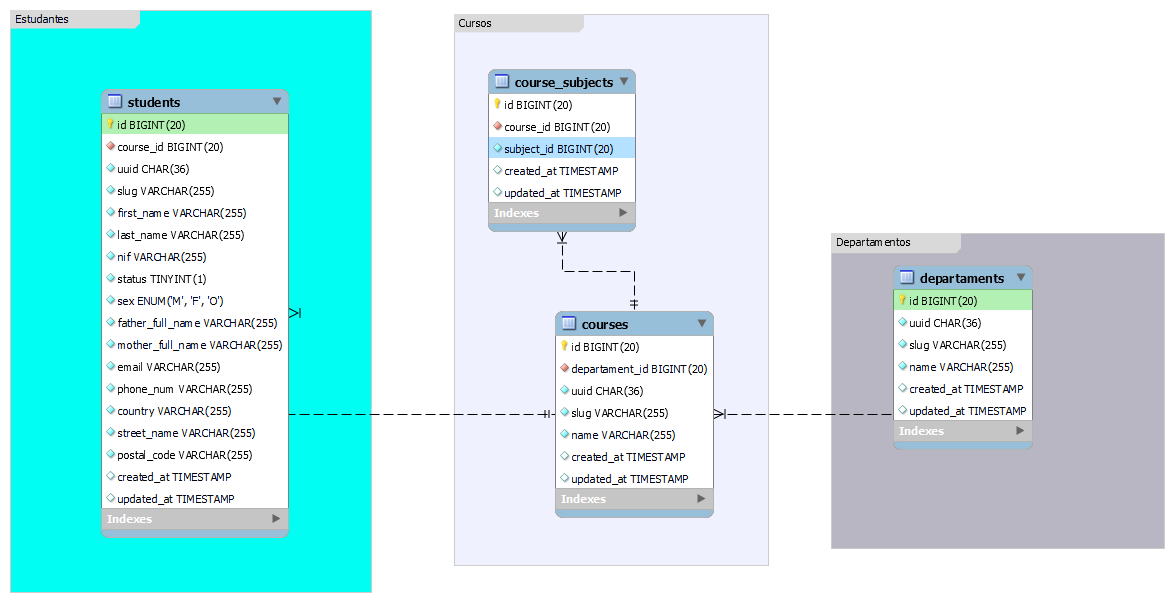 Estudantes
students
id BIGINT(20)
course_id BIGINT(20)
uuid CHAR(36)
slug VARCHAR(255)
first_name VARCHAR(255)
last_name VARCHAR(255)
nif VARCHAR(255)
status TINYINT(1)
sex ENUM('M', 'F', 'O')
father_full_name VARCHAR(255)
mother_full_name VARCHAR(255)
email VARCHAR(255)
phone_num VARCHAR(255)
country VARCHAR(255)
street_name VARCHAR(255)
postal_code VARCHAR(255)
created_at TIMESTAMP
updated_at TIMESTAMP
Indexes
Cursos
course_subjects
id BIGINT(20)
course_id BIGINT(20)
subject_id BIGINT(20)
created_at TIMESTAMP
updated_at TIMESTAMP
Indexes
courses
id BIGINT(20)
departament_id BIGINT(20)
uuid CHAR(36)
slug VARCHAR(255)
name VARCHAR(255)
created_at TIMESTAMP
updated_at TIMESTAMP
Indexes
Departamentos
departaments
id BIGINT(20)
uuid CHAR(36)
slug VARCHAR(255)
name VARCHAR(255)
created_at TIMESTAMP
updated_at TIMESTAMP
Indexes